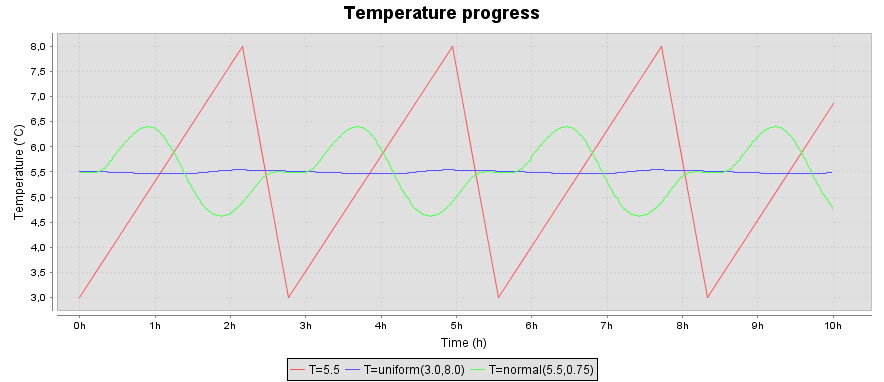 Temperature progress
8,0
7,5
7,0
6,5
6,0
5,5
5,0
4,5
4,0
3,5
3,0
Temperature (°C)
0h 1h 2h 3h 4h 5h 6h 7h 8h 9h 10h
Time (h)
T=5.5 T=uniform(3.0,8.0) T=normal(5.5,0.75)